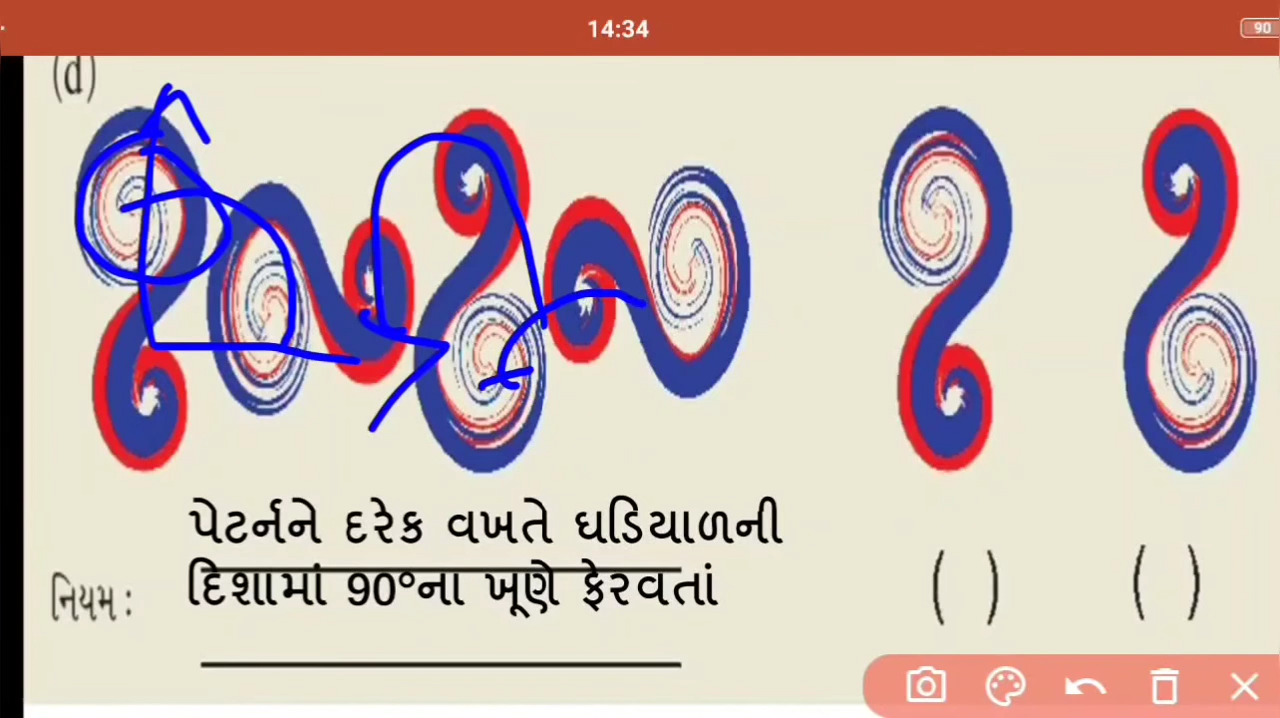 14:34
90
(d)
પેટર્નને દરેક વખતે ઘડિયાળની
દિશામાં 90°ના ખૂણે ફેરવતાં
નિયમ :
( ) ( )